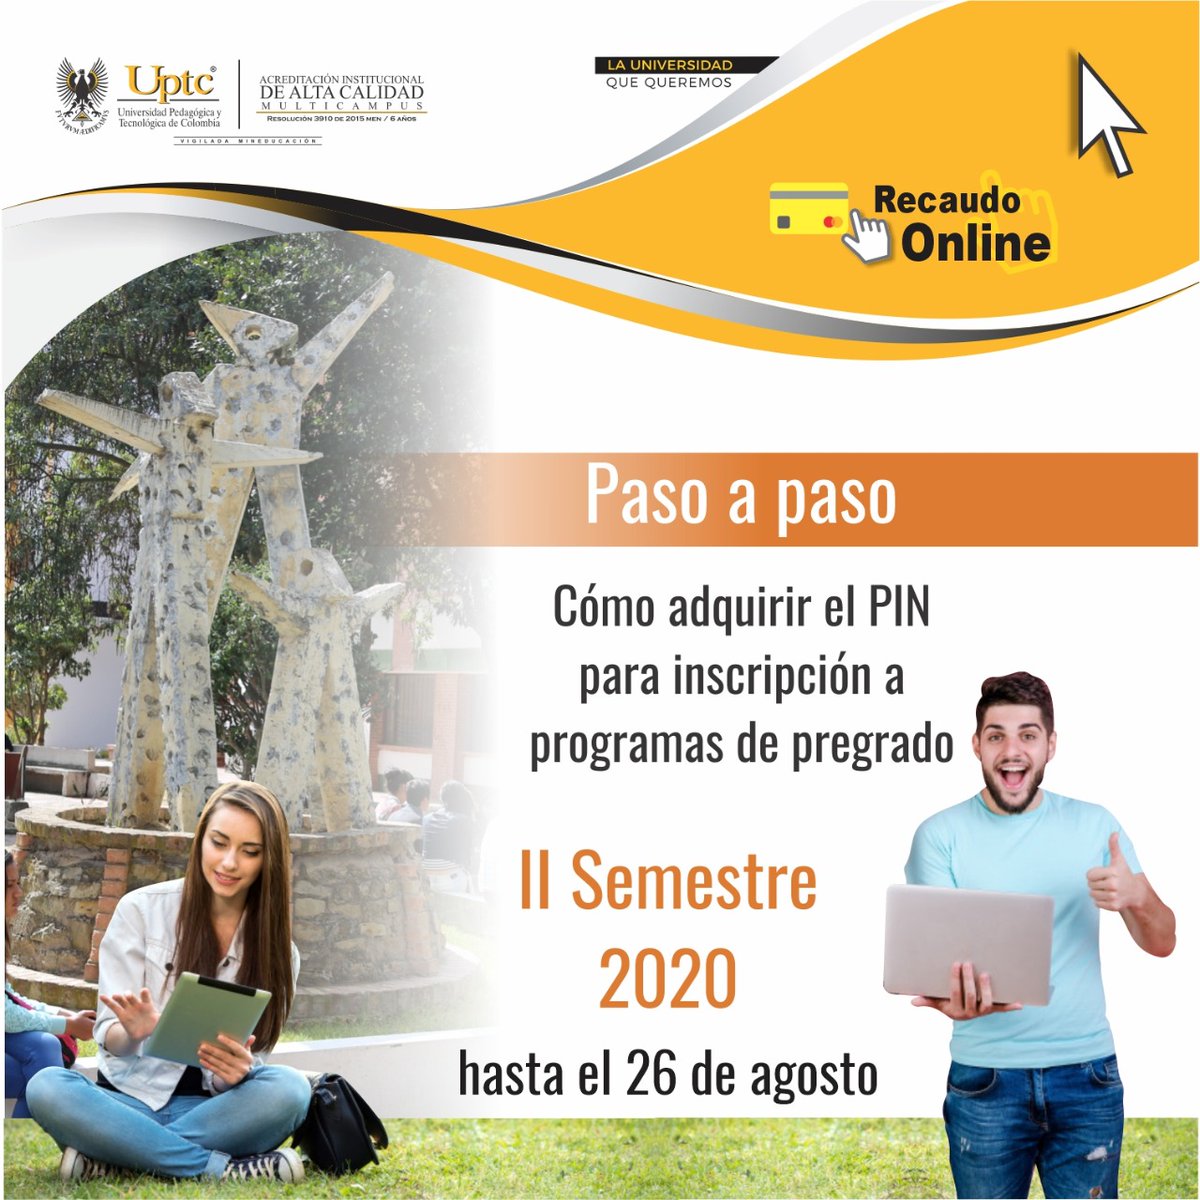 Uptc®
Universidad Pedagógica y
Tecnológica de Colombia
VIGILADA MINEDUCACIÓN
ACREDITACIÓN INSTITUCIONAL
DE ALTA CALIDAD
MULTICAMPUS
RESOLUCIÓN 3910 DE 2015 MEN / 6 AÑOS
LA UNIVERSIDAD
QUE QUEREMOS
Recaudo
Online
Paso a paso
Cómo adquirir el PIN
para inscripción a
programas de pregrado
II Semestre
2020
hasta el 26 de agosto